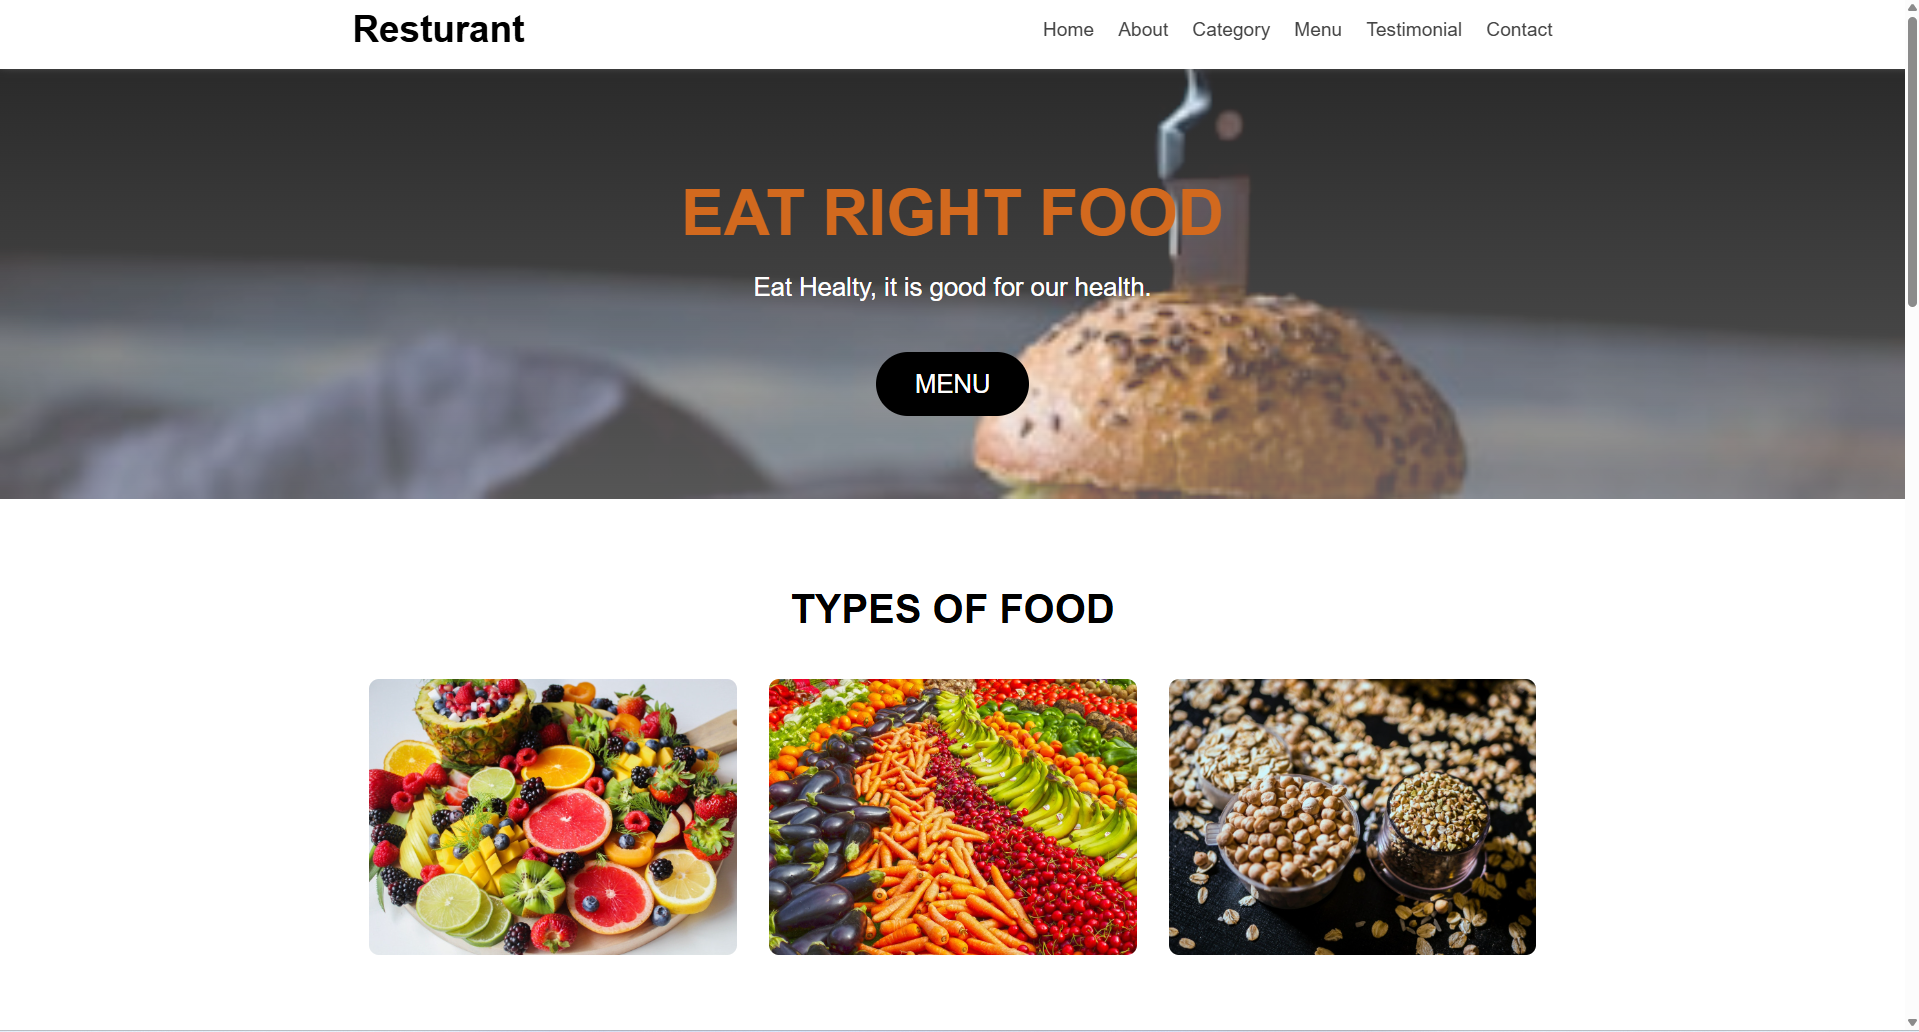 Resturant
Home About Category Menu Testimonial Contact
EAT RIGHT FOOD
Eat Healty, it is good for our health.
MENU
TYPES OF FOOD